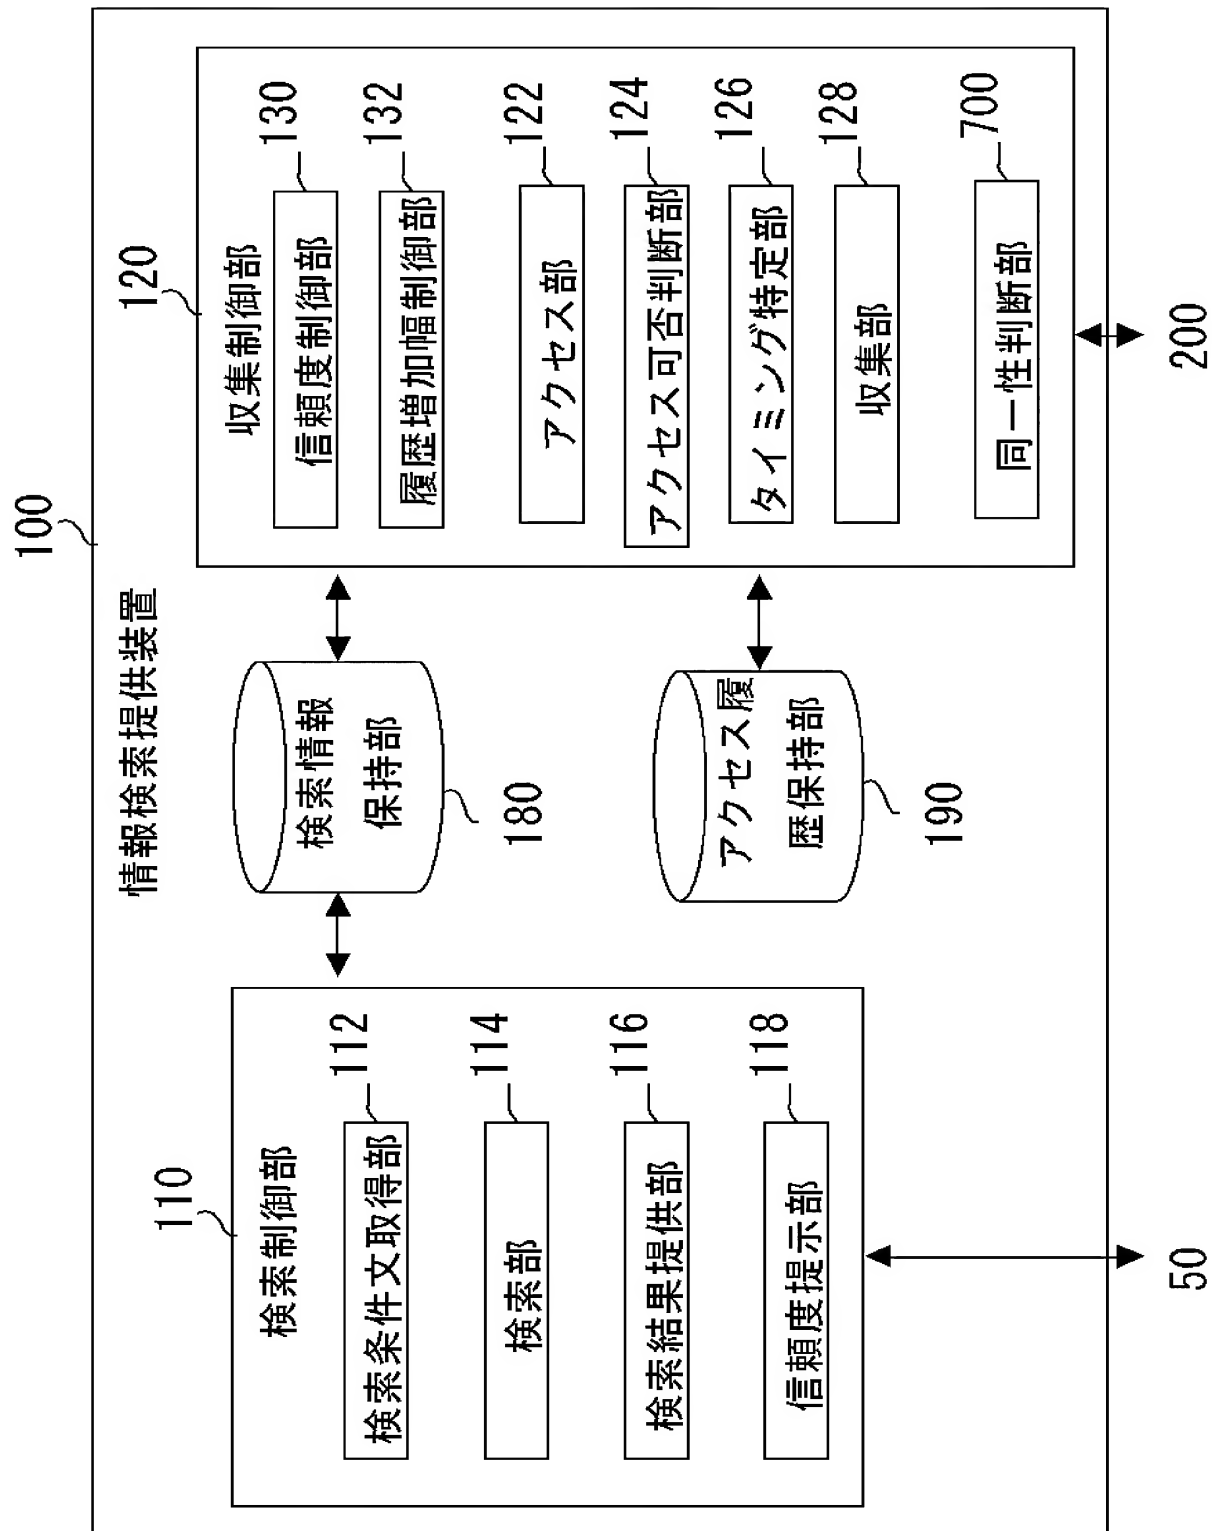 100
情報検索提供装置
110
検索制御部
112
検索条件文取得部
114
検索部
116
検索結果提供部
118
信頼度提示部
検索情報
保持部
180
アクセス履
歴保持部
190
120
収集制御部
130
信頼度制御部
132
履歴増加幅制御部
122
アクセス部
124
アクセス可否判断部
126
タイミング特定部
128
収集部
700
同一性判断部
50
200